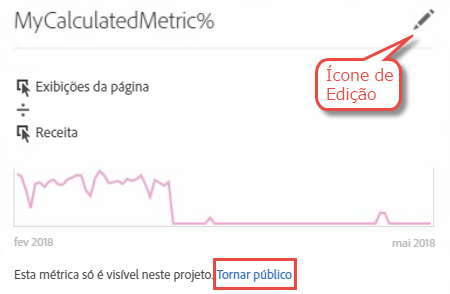 MyCalculatedMetric%
Ícone de
Edição
Exibições da página
÷
Receita
fev 2018
mai 2018
Esta métrica só é visível neste projeto. Tornar público